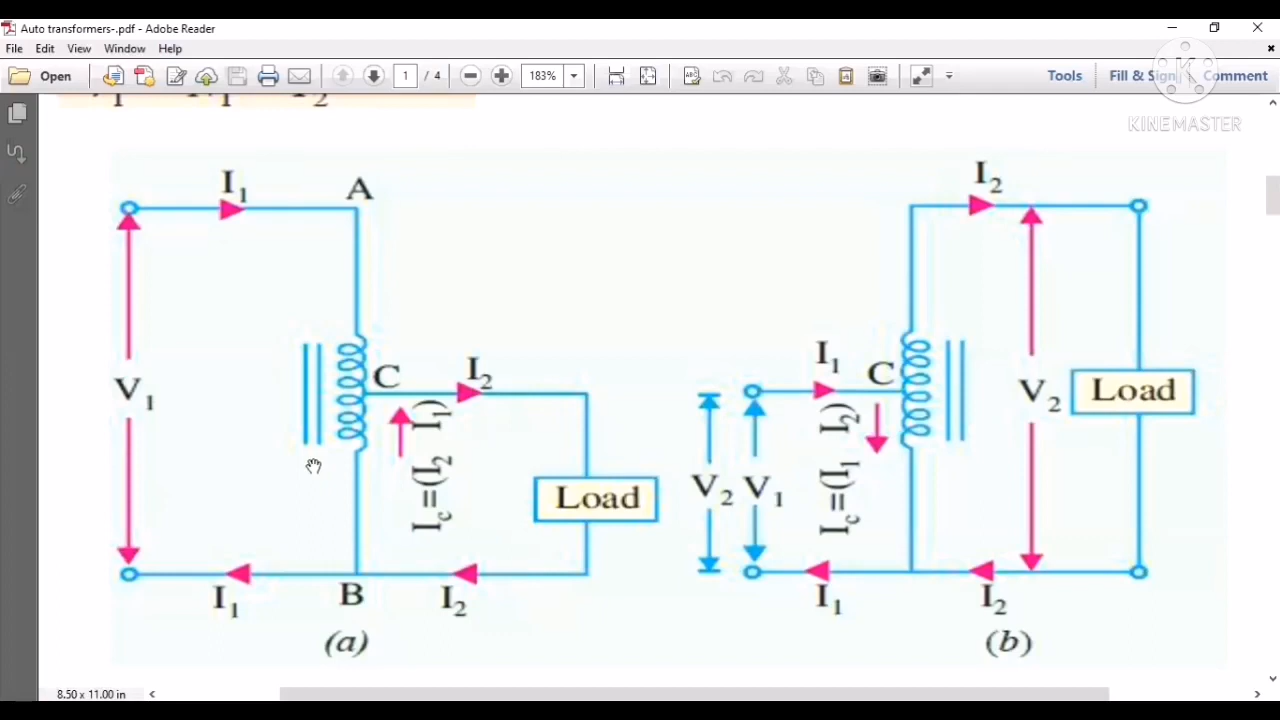 Auto transformers-.pdf - Adobe Reader
File Edit View Window Help
Open 1 / 4 183% Tools Fill & Sign Comment
KINEMASTER
I₁ A
V₁
C I₂
I_c = (I₂ I₁)
Load
I₁ B I₂
(a)
I₂
I₁ C
V₂ Load
V₂ V₁
I_c = (I₁ I₂)
I₁ I₂
(b)
8.50 x 11.00 in